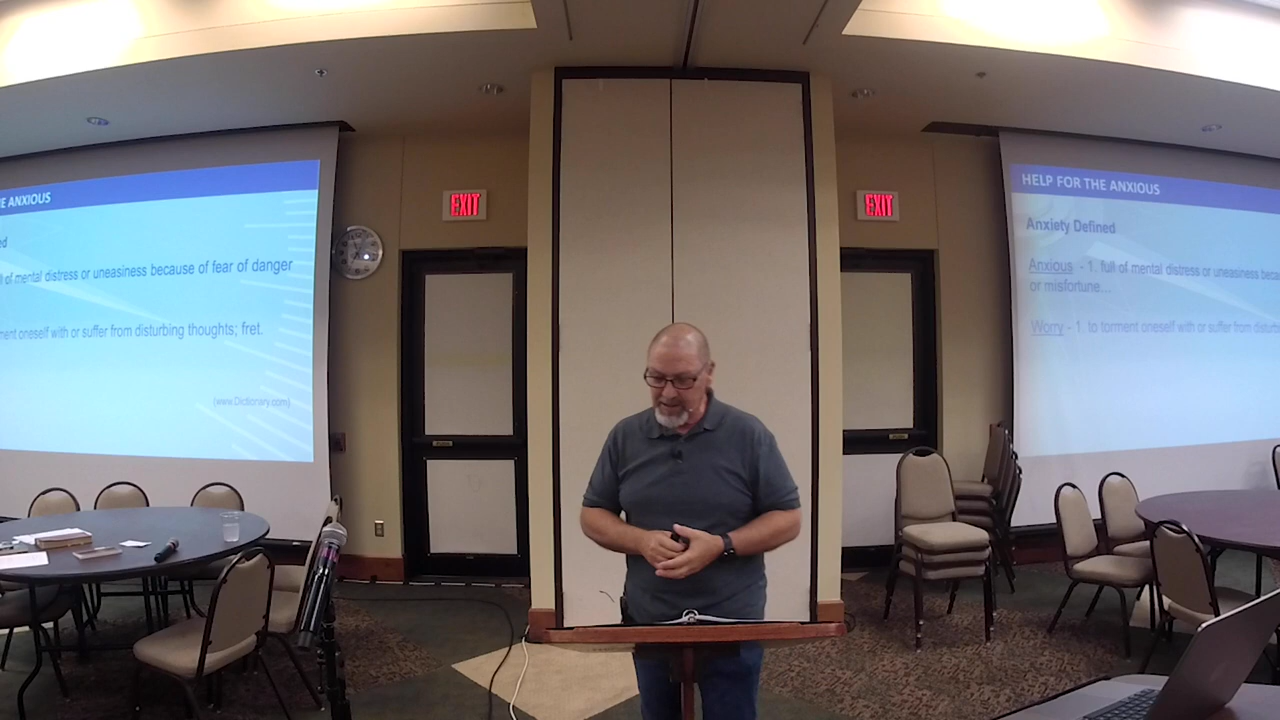 E ANXIOUS
ed
ll of mental distress or uneasiness because of fear of danger
ment oneself with or suffer from disturbing thoughts; fret.
(www.Dictionary.com)
EXIT
EXIT
HELP FOR THE ANXIOUS
Anxiety Defined
Anxious - 1. full of mental distress or uneasiness beca
or misfortune...
Worry - 1. to torment oneself with or suffer from distur